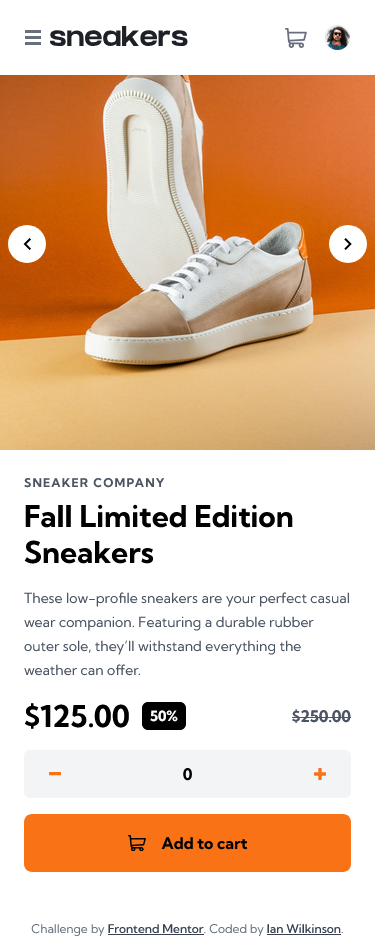 sneakers
SNEAKER COMPANY
Fall Limited Edition
Sneakers
These low-profile sneakers are your perfect casual
wear companion. Featuring a durable rubber
outer sole, they’ll withstand everything the
weather can offer.
$125.00 50% $250.00
0
Add to cart
Challenge by Frontend Mentor. Coded by Ian Wilkinson.